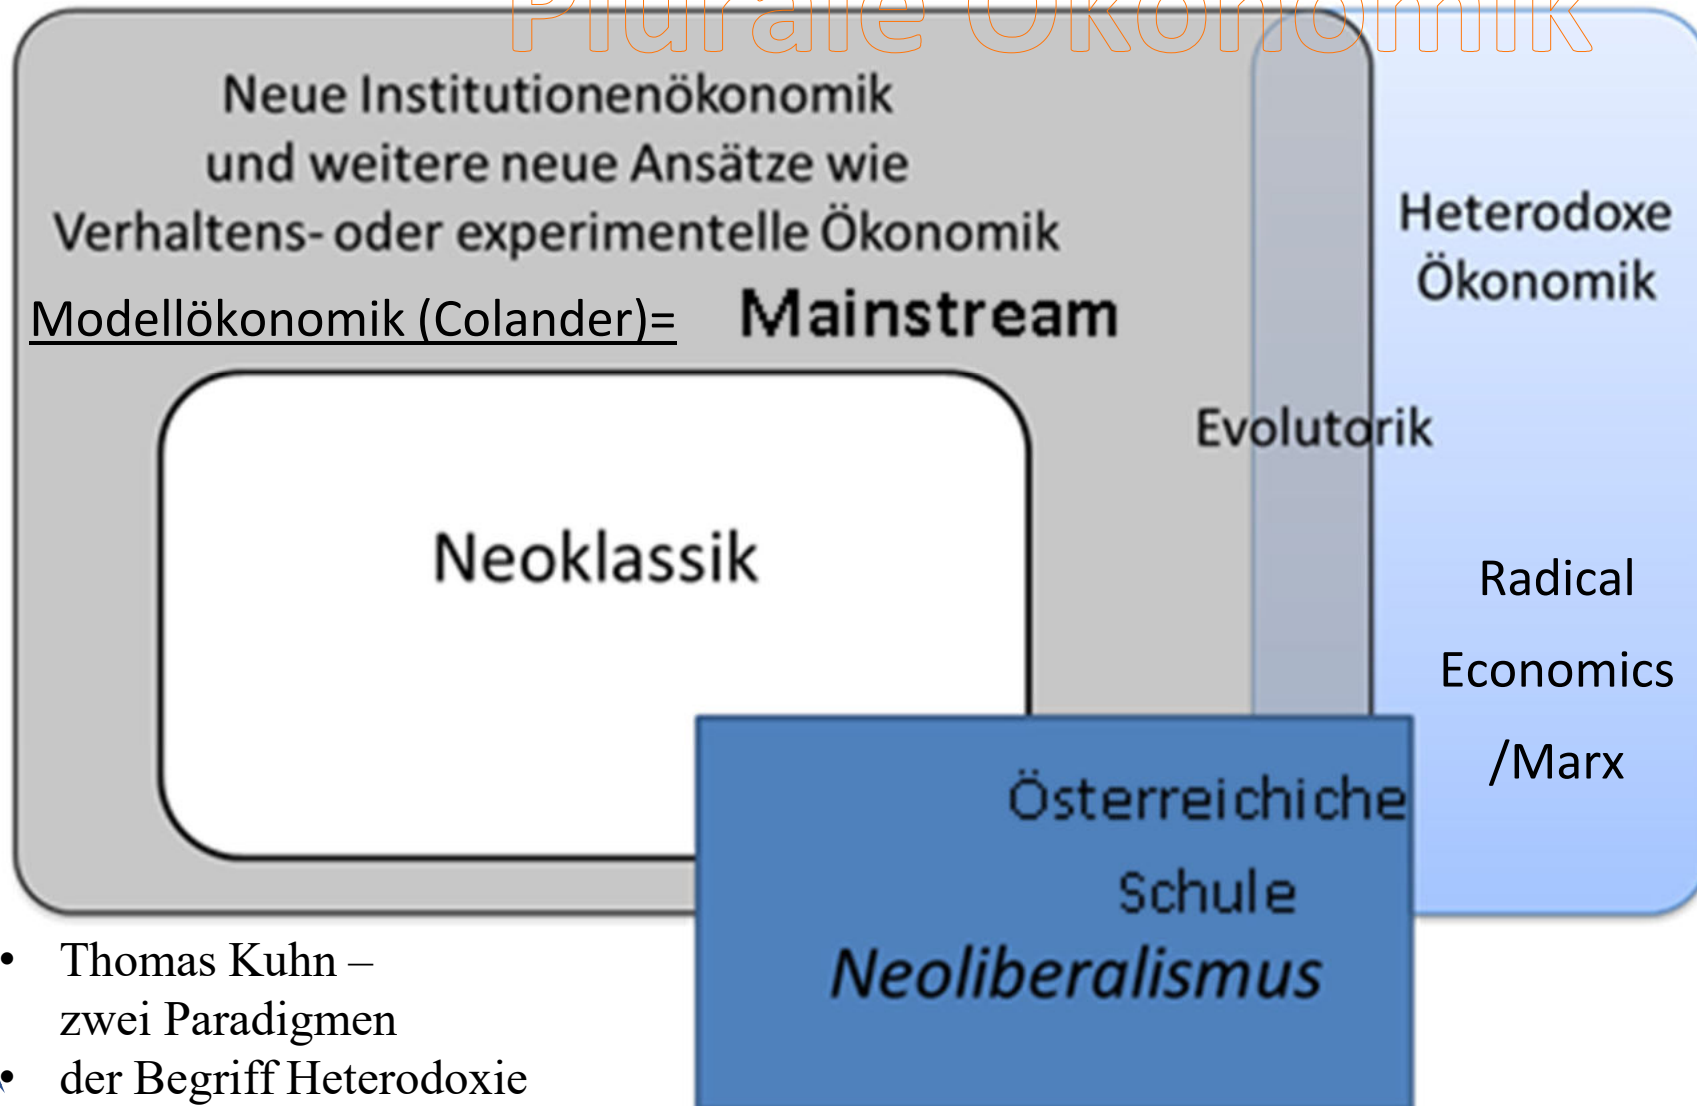 Plurale Ökonomik
Neue Institutionenökonomik
und weitere neue Ansätze wie
Verhaltens- oder experimentelle Ökonomik
Modellökonomik (Colander)= Mainstream
Heterodoxe
Ökonomik
Evolutorik
Neoklassik
Radical
Economics
/Marx
Österreichiche
Schule
Neoliberalismus
• Thomas Kuhn –
zwei Paradigmen
• der Begriff Heterodoxie